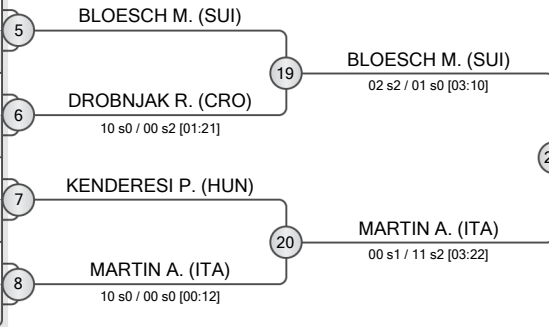 BLOESCH M. (SUI)
5
19
BLOESCH M. (SUI)
02 s2 / 01 s0 [03:10]
DROBNJAK R. (CRO)
6
10 s0 / 00 s2 [01:21]
KENDERESI P. (HUN)
7
20
MARTIN A. (ITA)
00 s1 / 11 s2 [03:22]
MARTIN A. (ITA)
8
10 s0 / 00 s0 [00:12]